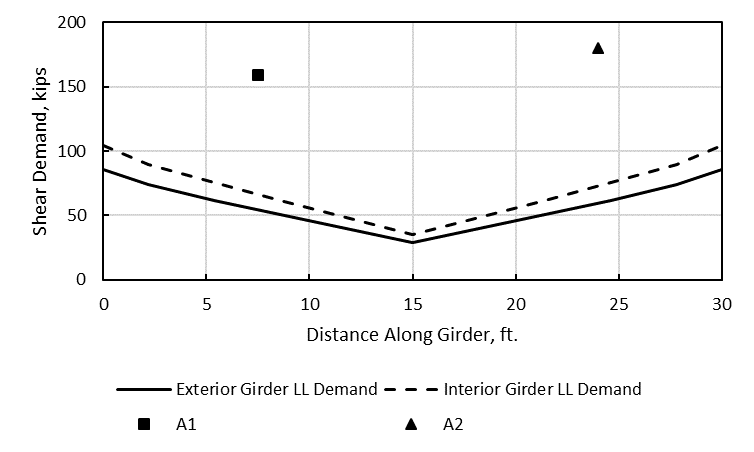 200
150
100
50
0
Shear Demand, kips
0 5 10 15 20 25 30
Distance Along Girder, ft.
Exterior Girder LL Demand Interior Girder LL Demand
A1 A2